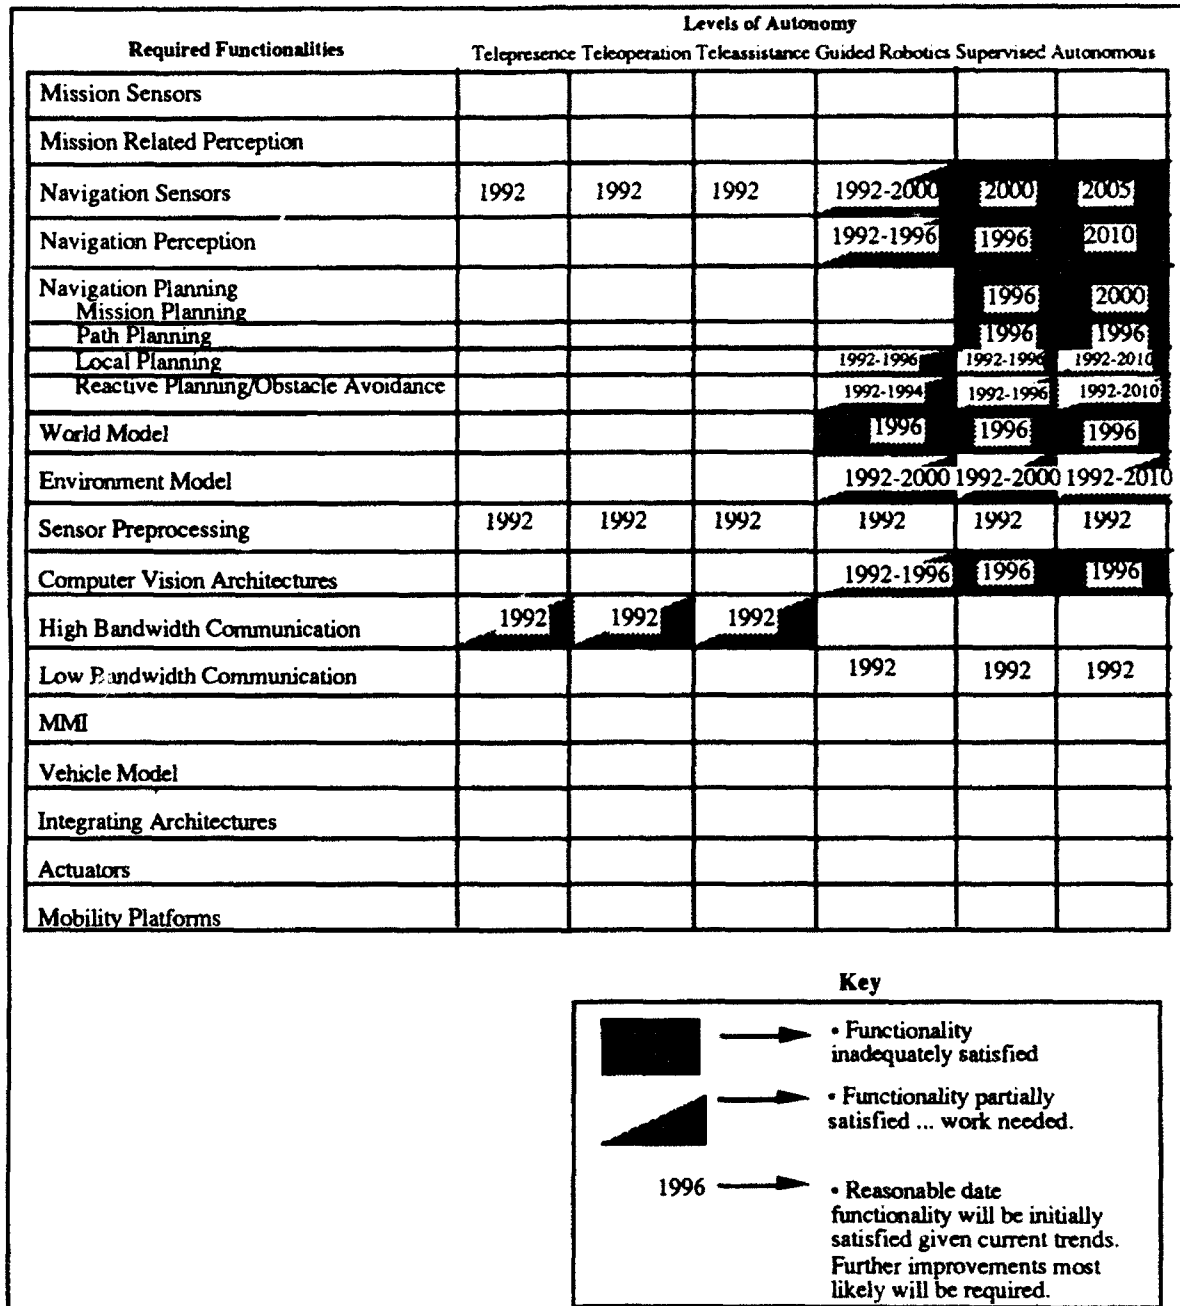 Levels of Autonomy
Required Functionalities Telepresence Teleoperation Teleassistance Guided Robotics Supervised Autonomous
Mission Sensors
Mission Related Perception
Navigation Sensors 1992 1992 1992 1992-2000 2000 2005
Navigation Perception 1992-1996 1996 2010
Navigation Planning
Mission Planning 1996 2000
Path Planning 1996 1996
Local Planning 1992-1996 1992-1996 1992-2010
Reactive Planning/Obstacle Avoidance 1992-1994 1992-1996 1992-2010
World Model 1996 1996 1996
Environment Model 1992-2000 1992-2000 1992-2010
Sensor Preprocessing 1992 1992 1992 1992 1992 1992
Computer Vision Architectures 1992-1996 1996 1996
High Bandwidth Communication 1992 1992 1992
Low Bandwidth Communication 1992 1992 1992
MMI
Vehicle Model
Integrating Architectures
Actuators
Mobility Platforms
Key
• Functionality
inadequately satisfied
• Functionality partially
satisfied ... work needed.
1996 • Reasonable date
functionality will be initially
satisfied given current trends.
Further improvements most
likely will be required.